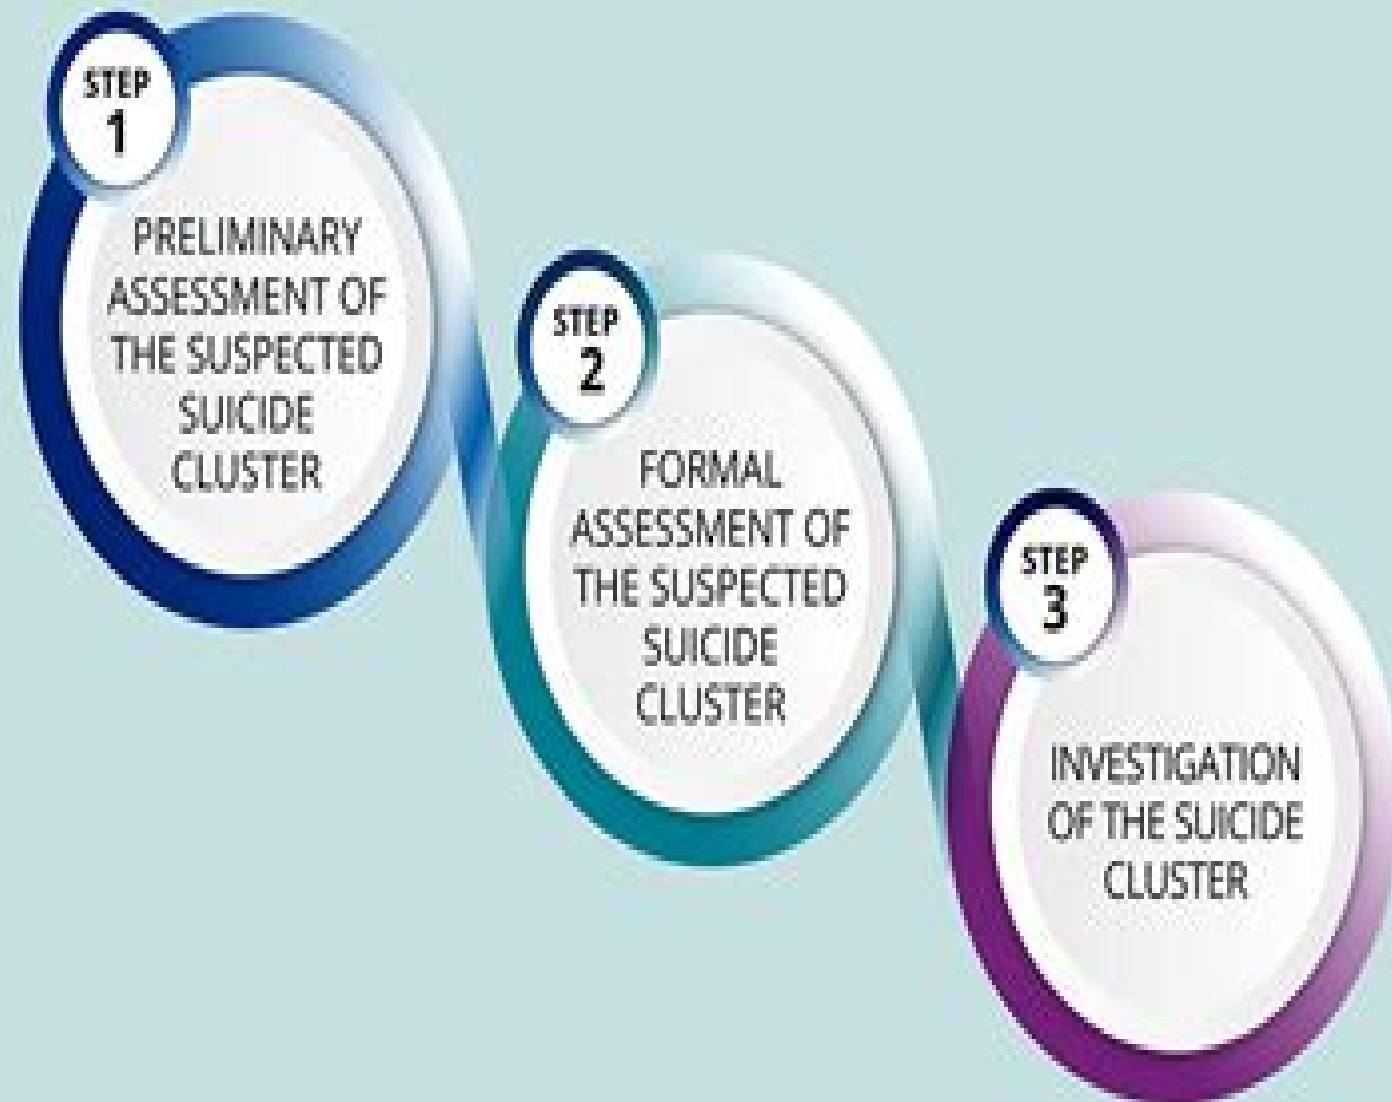 STEP
1
PRELIMINARY
ASSESSMENT OF
THE SUSPECTED
SUICIDE
CLUSTER
STEP
2
FORMAL
ASSESSMENT OF
THE SUSPECTED
SUICIDE
CLUSTER
STEP
3
INVESTIGATION
OF THE SUICIDE
CLUSTER